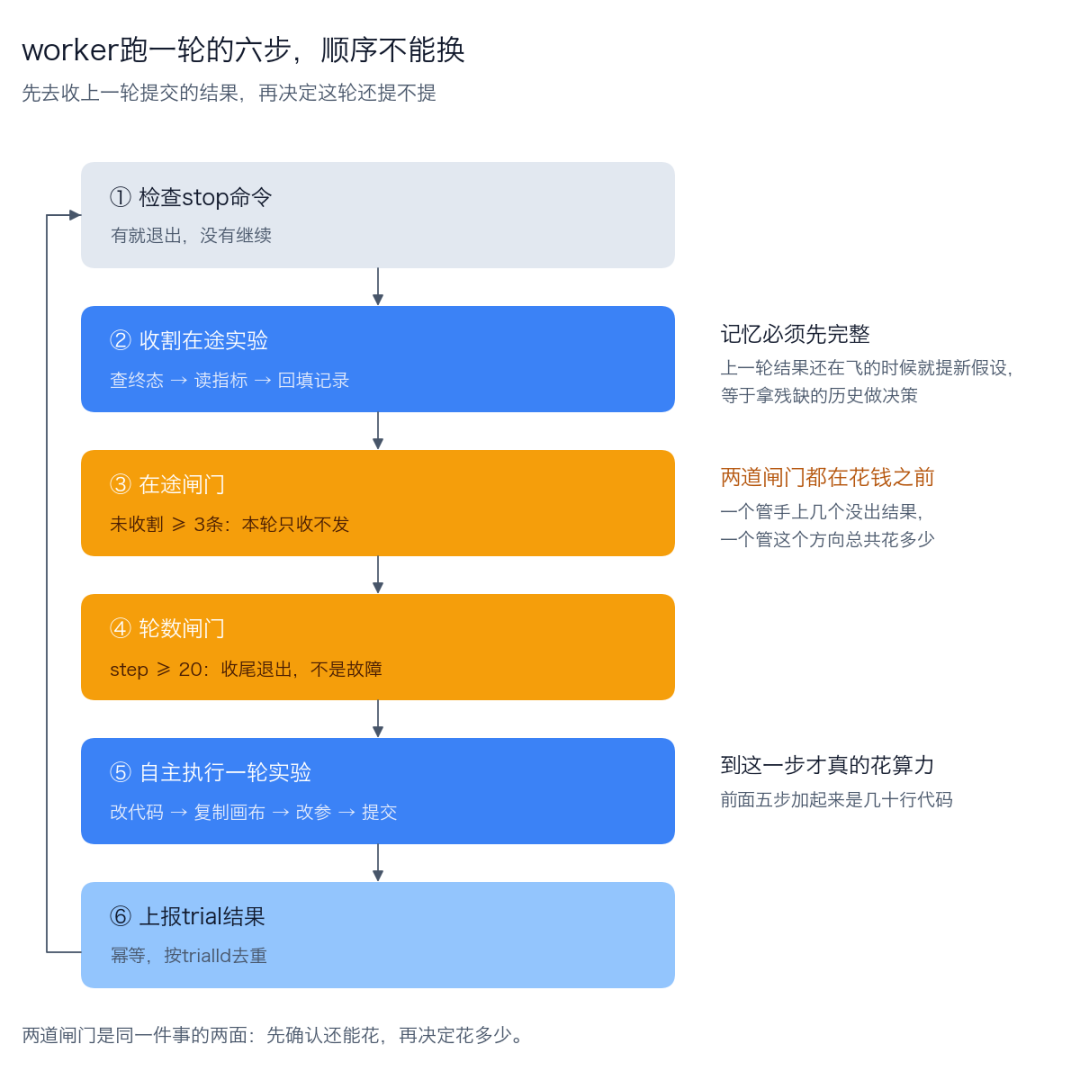 worker跑一轮的六步，顺序不能换
先去收上一轮提交的结果，再决定这轮还提不提
① 检查stop命令
有就退出，没有继续
② 收割在途实验
查终态 → 读指标 → 回填记录
记忆必须先完整
上一轮结果还在飞的时候就提新假设，
等于拿残缺的历史做决策
③ 在途闸门
未收割 ≥ 3条：本轮只收不发
两道闸门都在花钱之前
一个管手上几个没出结果，
一个管这个方向总共花多少
④ 轮数闸门
step ≥ 20：收尾退出，不是故障
⑤ 自主执行一轮实验
改代码 → 复制画布 → 改参 → 提交
到这一步才真的花算力
前面五步加起来是几十行代码
⑥ 上报trial结果
幂等，按trialId去重
两道闸门是同一件事的两面：先确认还能花，再决定花多少。